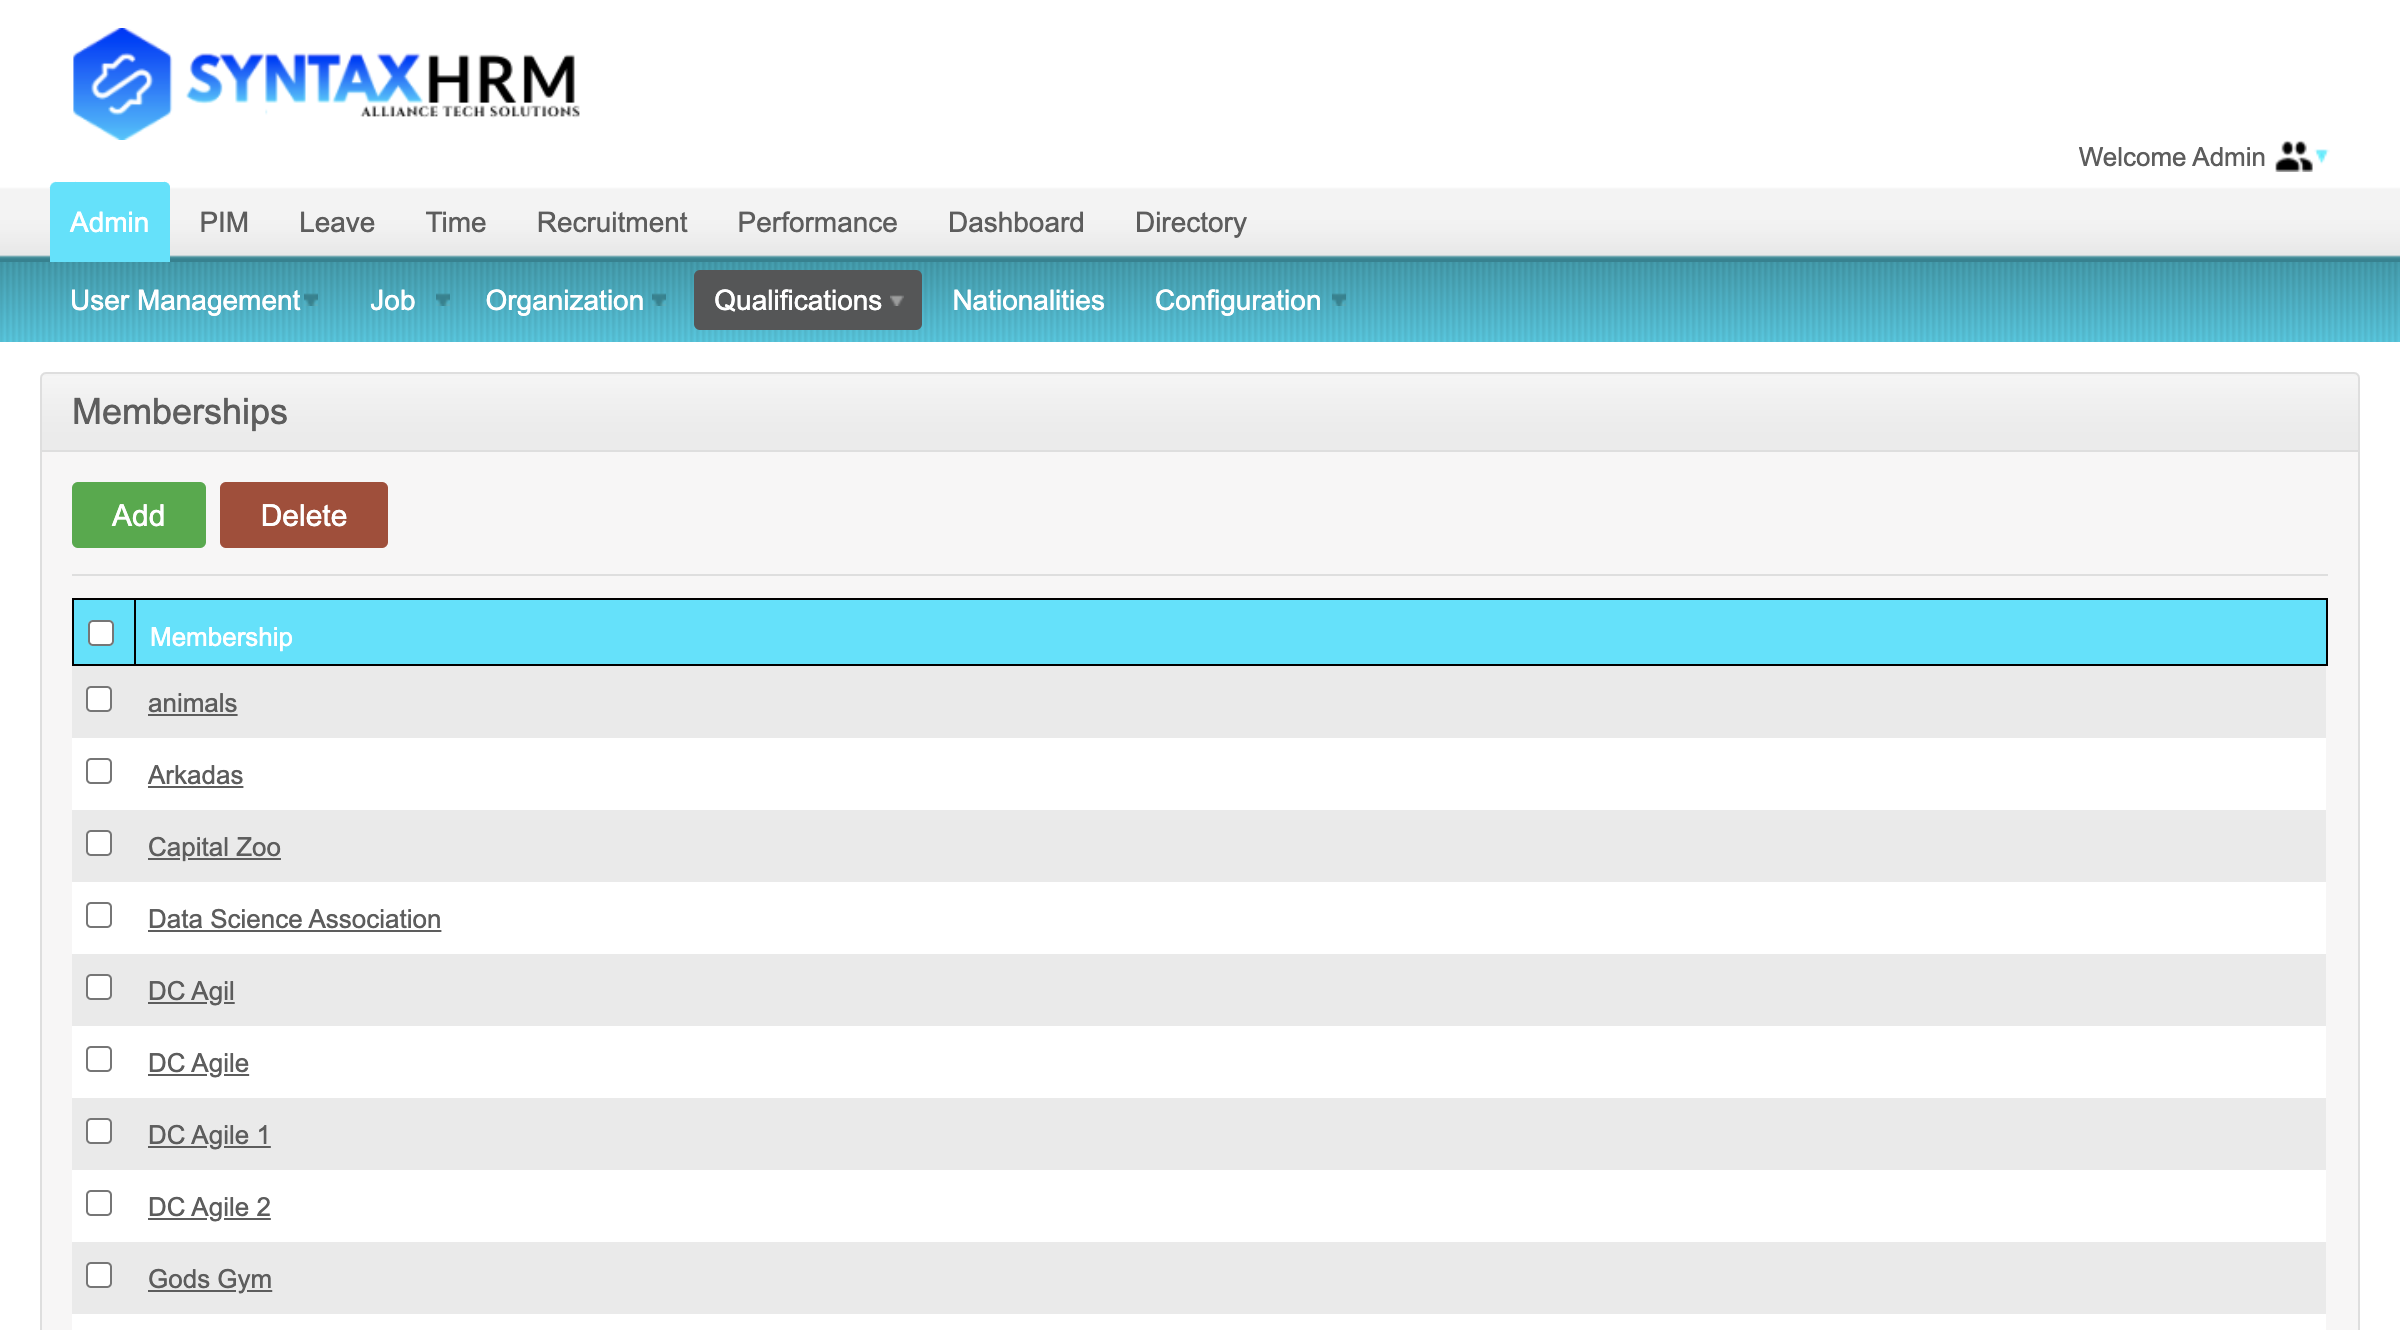 SYNTAXHRM
ALLIANCE TECH SOLUTIONS
Welcome Admin
Admin PIM Leave Time Recruitment Performance Dashboard Directory
User Management Job Organization Qualifications Nationalities Configuration
Memberships
Add Delete
Membership
animals
Arkadas
Capital Zoo
Data Science Association
DC Agil
DC Agile
DC Agile 1
DC Agile 2
Gods Gym